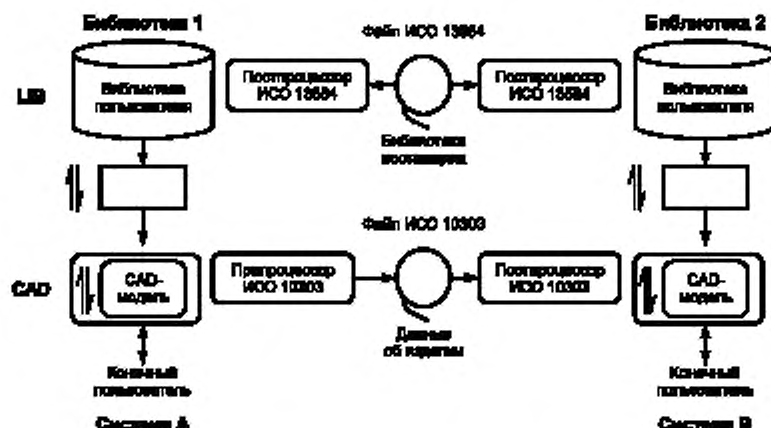 Библиотека 1
Файл ИСО 13584
Библиотека 2
LIB
Библиотека
пользователя
Постпроцессор
ИСО 13584
Постпроцессор
ИСО 13584
Библиотека
пользователя
Библиотека
поставщика
Файл ИСО 10303
CAD
CAD-
модель
Препроцессор
ИСО 10303
Постпроцессор
ИСО 10303
CAD-
модель
Данные
об изделии
Конечный
пользователь
Конечный
пользователь
Система A
Система B